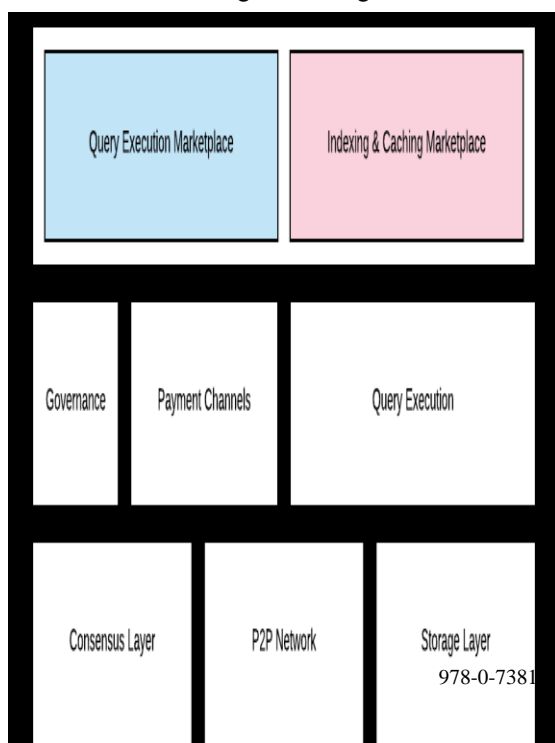 Query Execution Marketplace
Indexing & Caching Marketplace
Governance
Payment Channels
Query Execution
Consensus Layer
P2P Network
Storage Layer
978-0-7381